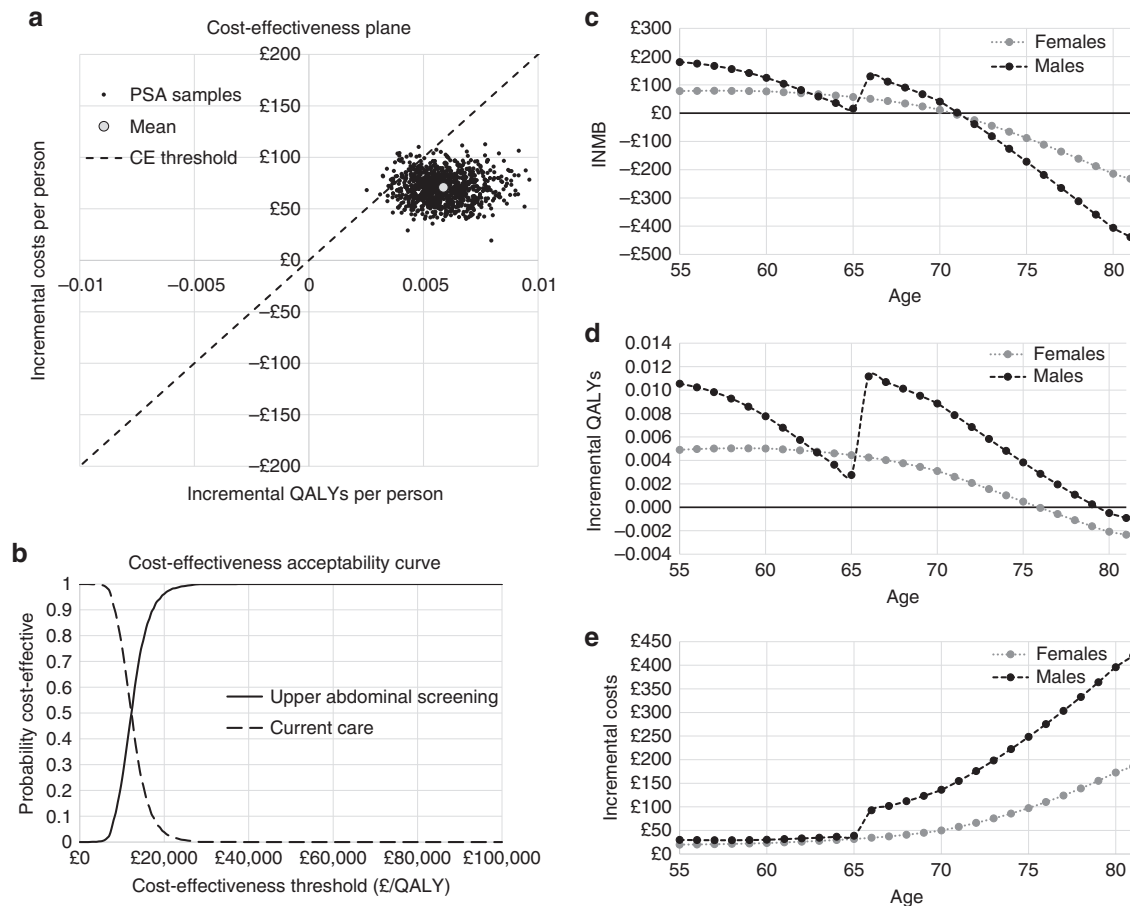 a
Cost-effectiveness plane
£200
£150
£100
£50
£0
–£50
–£100
–£150
–£200
–0.01
–0.005
0
0.005
0.01
PSA samples
Mean
CE threshold
Incremental costs per person
Incremental QALYs per person
b
Cost-effectiveness acceptability curve
1
0.9
0.8
0.7
0.6
0.5
0.4
0.3
0.2
0.1
0
£0
£20,000
£40,000
£60,000
£80,000
£100,000
Upper abdominal screening
Current care
Probability cost-effective
Cost-effectiveness threshold (£/QALY)
c
£300
£200
£100
£0
–£100
–£200
–£300
–£400
–£500
Females
Males
INMB
55
60
65
70
75
80
Age
d
0.014
0.012
0.010
0.008
0.006
0.004
0.002
0.000
–0.002
–0.004
Females
Males
Incremental QALYs
55
60
65
70
75
80
Age
e
£450
£400
£350
£300
£250
£200
£150
£100
£50
£0
Females
Males
Incremental costs
55
60
65
70
75
80
Age